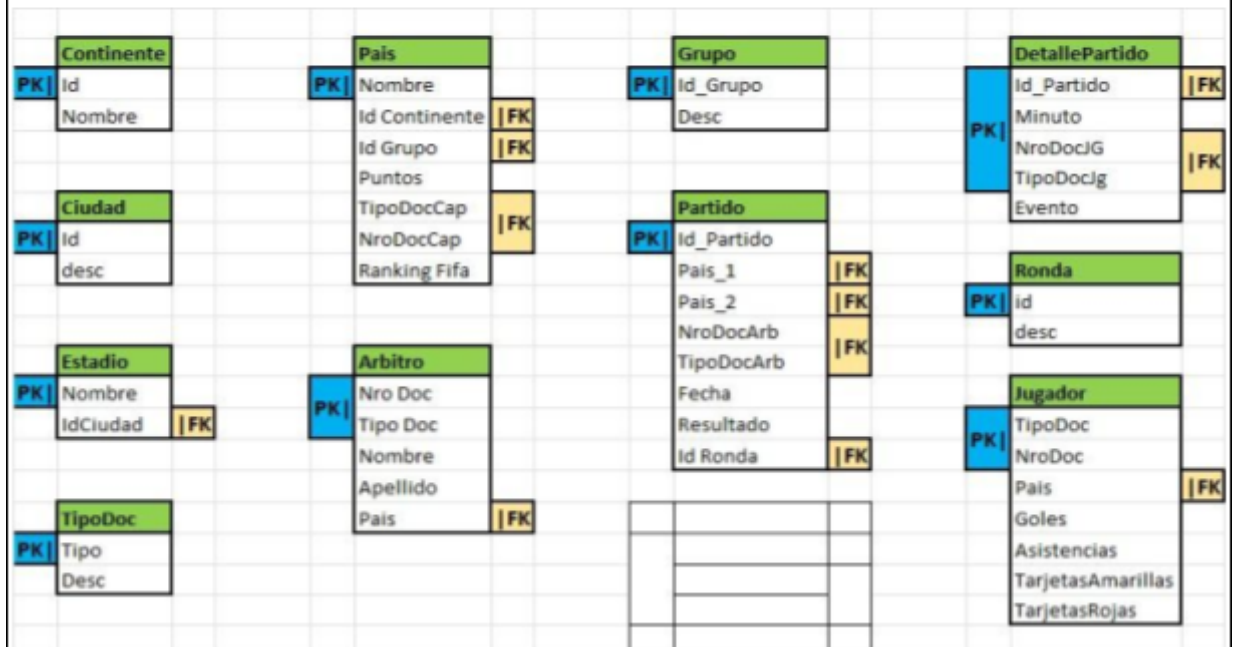 Continente
PK| Id
Nombre
Ciudad
PK| Id
desc
Estadio
PK| Nombre
IdCiudad |FK
TipoDoc
PK| Tipo
Desc
Pais
PK| Nombre
Id Continente |FK
Id Grupo |FK
Puntos
TipoDocCap
|FK
NroDocCap
Ranking Fifa
Arbitro
Nro Doc
PK|
Tipo Doc
Nombre
Apellido
Pais |FK
Grupo
PK| Id_Grupo
Desc
Partido
PK| Id_Partido
Pais_1 |FK
Pais_2 |FK
NroDocArb
|FK
TipoDocArb
Fecha
Resultado
Id Ronda |FK
DetallePartido
Id_Partido |FK
Minuto
PK|
NroDocJG
|FK
TipoDocJg
Evento
Ronda
PK| id
desc
Jugador
TipoDoc
PK|
NroDoc
Pais |FK
Goles
Asistencias
TarjetasAmarillas
TarjetasRojas